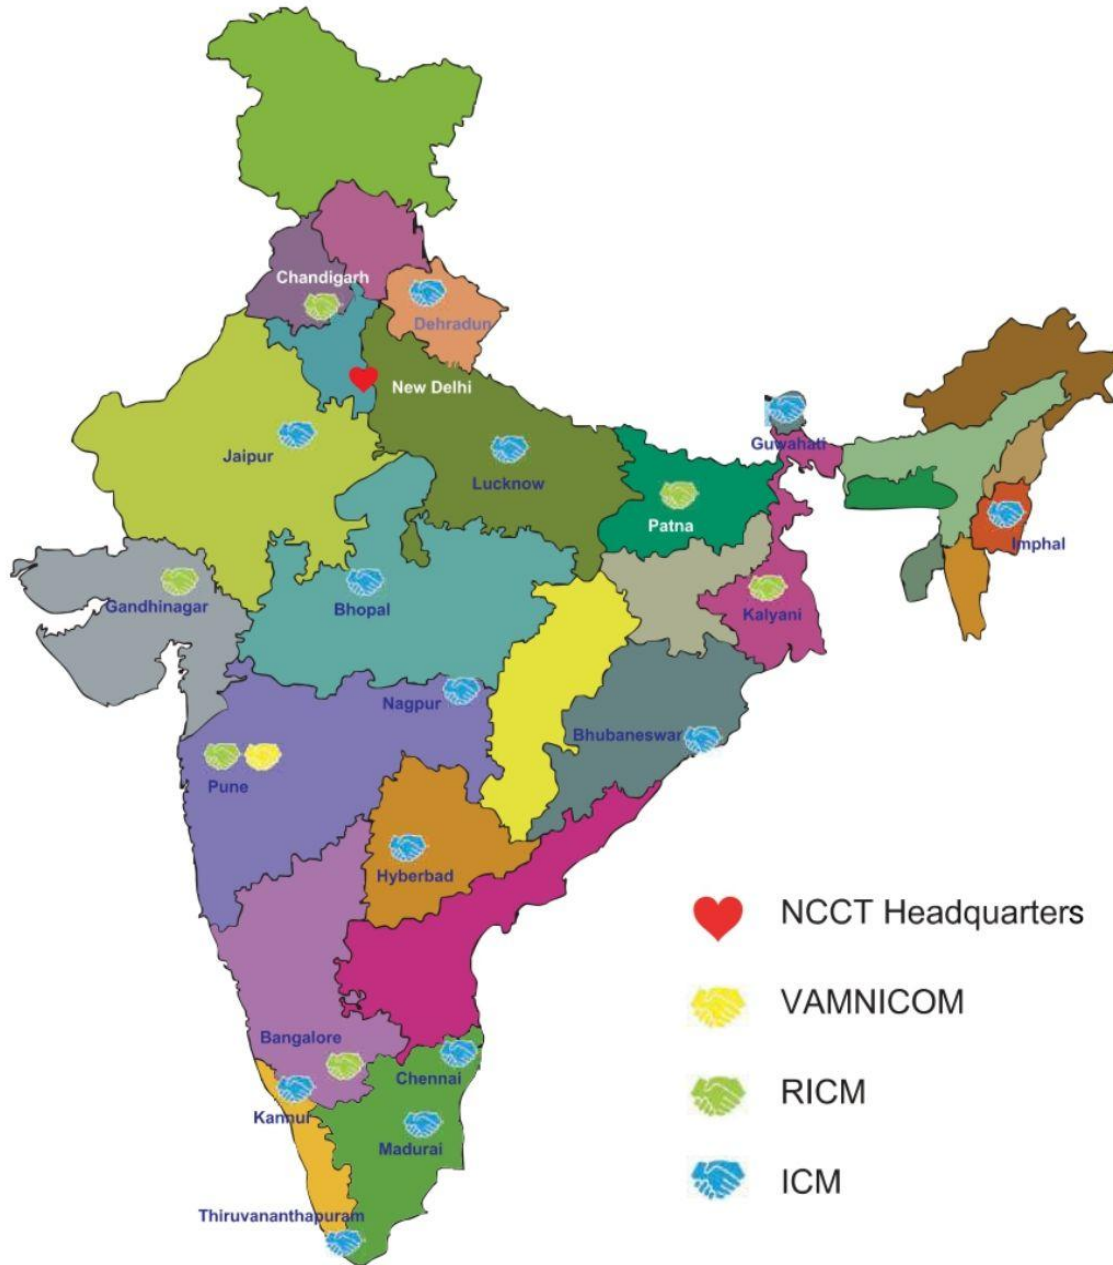 Chandigarh
Dehradun
New Delhi
Guwahati
Jaipur
Lucknow
Patna
Imphal
Gandhinagar
Bhopal
Kalyani
Nagpur
Bhubaneswar
Pune
Hyberbad
NCCT Headquarters
VAMNICOM
Bangalore
Chennai
RICM
Kannul
Madurai
ICM
Thiruvananthapuram